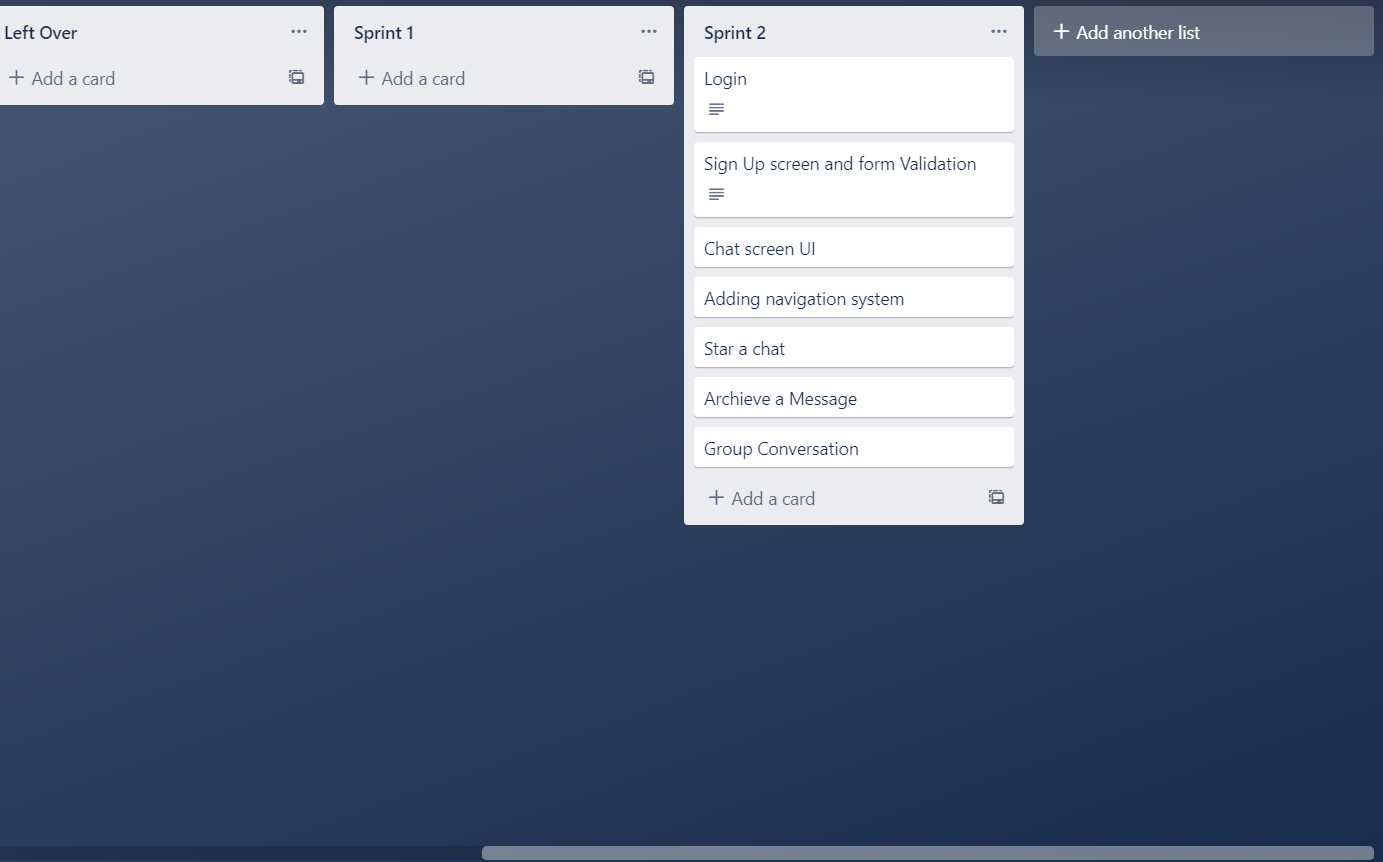 Left Over
Add a card
Sprint 1
Add a card
Sprint 2
Login
Sign Up screen and form Validation
Chat screen UI
Adding navigation system
Star a chat
Archieve a Message
Group Conversation
Add a card
Add another list